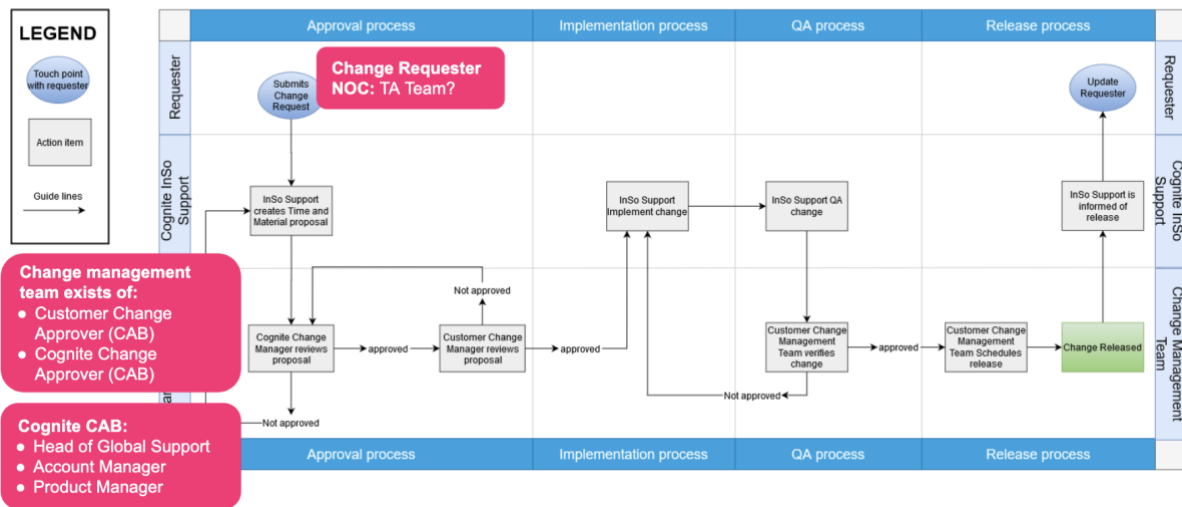 LEGEND
Touch point
with requester
Action item
Guide lines
Approval process
Implementation process
QA process
Release process
Requester
Requester
Submits
Change
Request
Change Requester
NOC: TA Team?
Update
Requester
Cognite InSo
Support
InSo Support
creates Time and
Material proposal
InSo Support
Implement change
InSo Support QA
change
InSo Support is
informed of
release
Cognite InSo
Support
Change management
team exists of:
● Customer Change
Approver (CAB)
● Cognite Change
Approver (CAB)
Not approved
Cognite Change
Manager reviews
proposal
approved
Customer Change
Manager reviews
proposal
approved
Customer Change
Management
Team verifies
change
approved
Customer Change
Management
Team Schedules
release
Change Released
Change Management
Team
Not approved
Not approved
Cognite CAB:
● Head of Global Support
● Account Manager
● Product Manager
Approval process
Implementation process
QA process
Release process